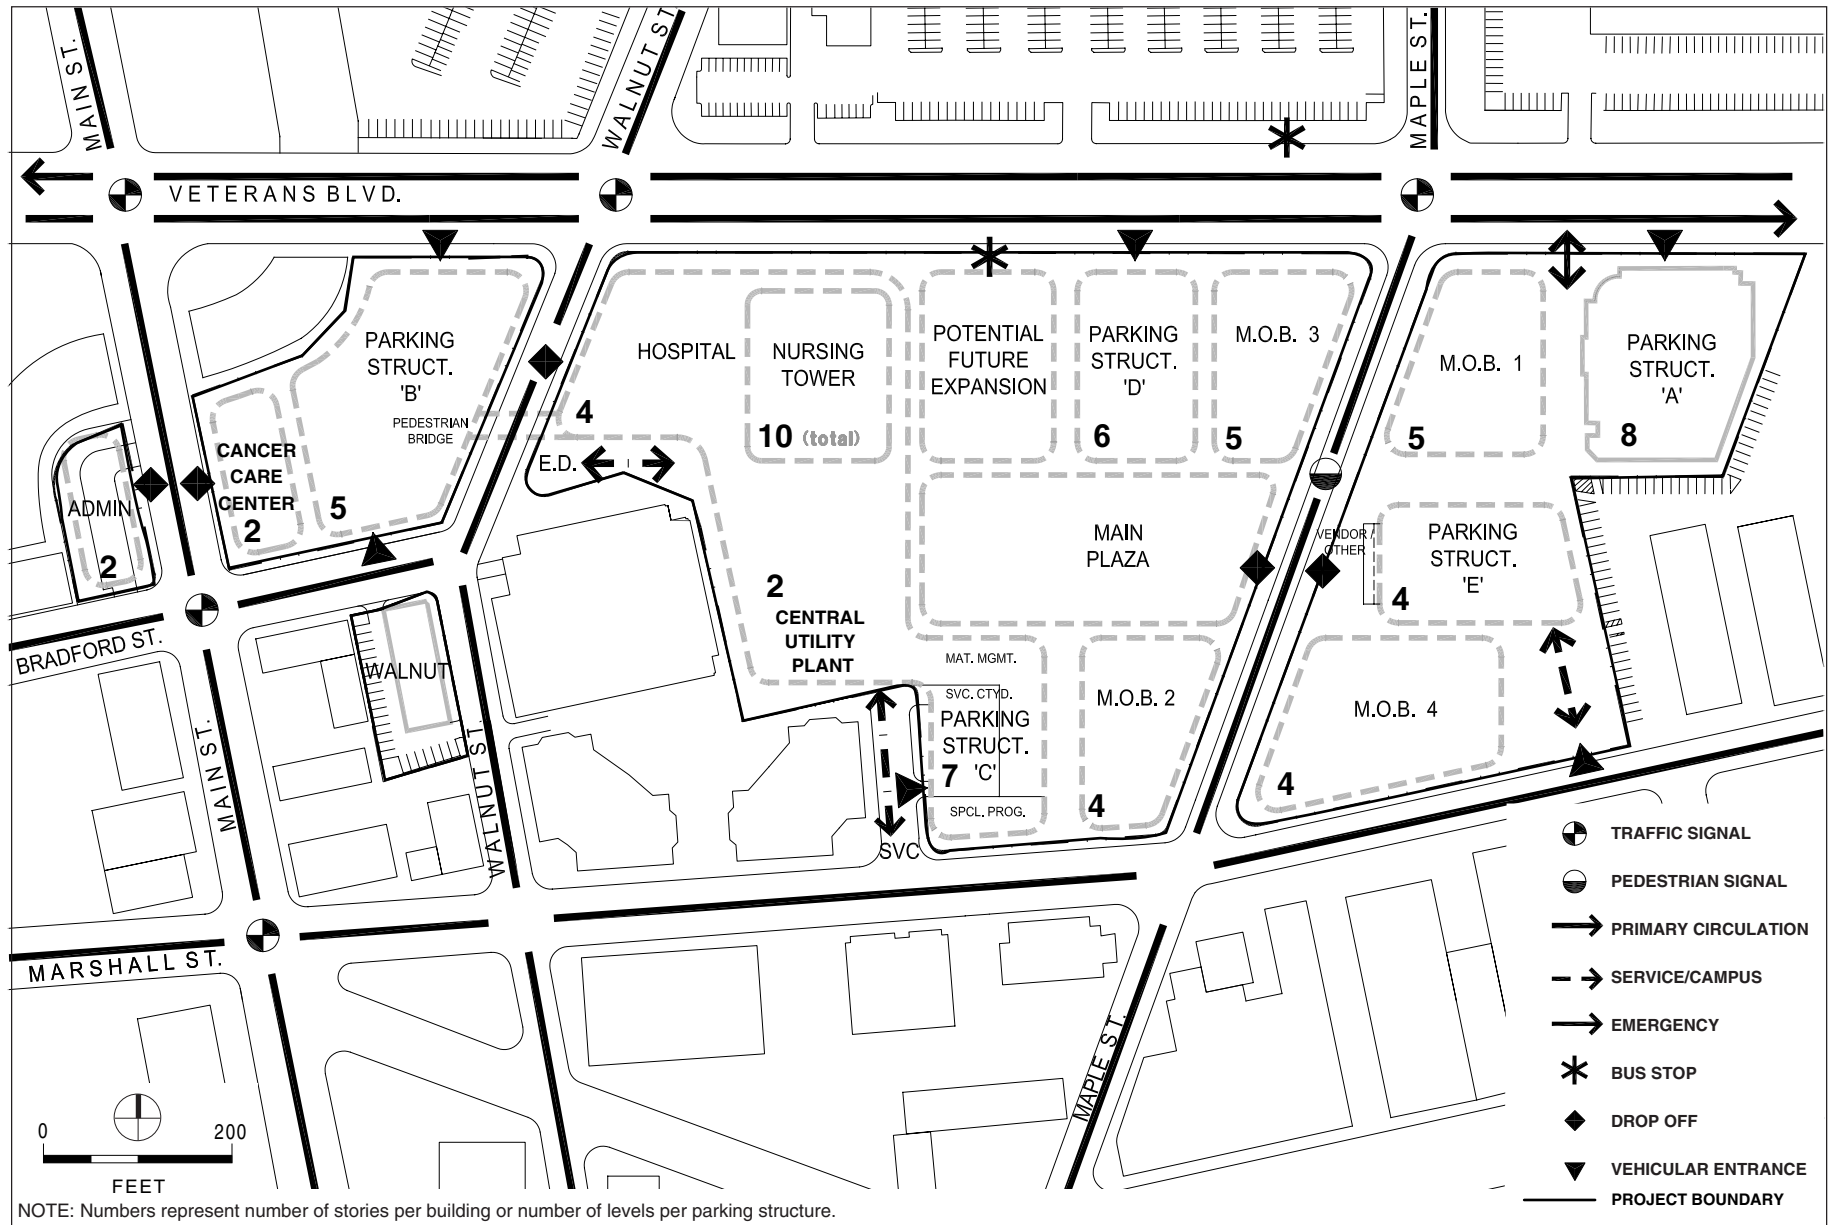 MAIN ST.
WALNUT ST.
MAPLE ST.
VETERANS BLVD.
PARKING
STRUCT.
'B'
5
PEDESTRIAN
BRIDGE
CANCER
CARE
CENTER
2
ADMIN
2
HOSPITAL
4
NURSING
TOWER
10 (total)
E.D.
POTENTIAL
FUTURE
EXPANSION
PARKING
STRUCT.
'D'
6
M.O.B. 3
5
M.O.B. 1
5
PARKING
STRUCT.
'A'
8
MAIN
PLAZA
VENDOR /
OTHER
PARKING
STRUCT.
'E'
4
2
CENTRAL
UTILITY
PLANT
MAT. MGMT.
SVC. CTYD.
PARKING
STRUCT.
'C'
7
SPCL. PROG.
SVC
M.O.B. 2
4
M.O.B. 4
4
BRADFORD ST.
WALNUT
MAIN ST.
WALNUT ST.
MARSHALL ST.
MAPLE ST.
TRAFFIC SIGNAL
PEDESTRIAN SIGNAL
PRIMARY CIRCULATION
SERVICE/CAMPUS
EMERGENCY
BUS STOP
DROP OFF
VEHICULAR ENTRANCE
PROJECT BOUNDARY
0 200
FEET
NOTE: Numbers represent number of stories per building or number of levels per parking structure.